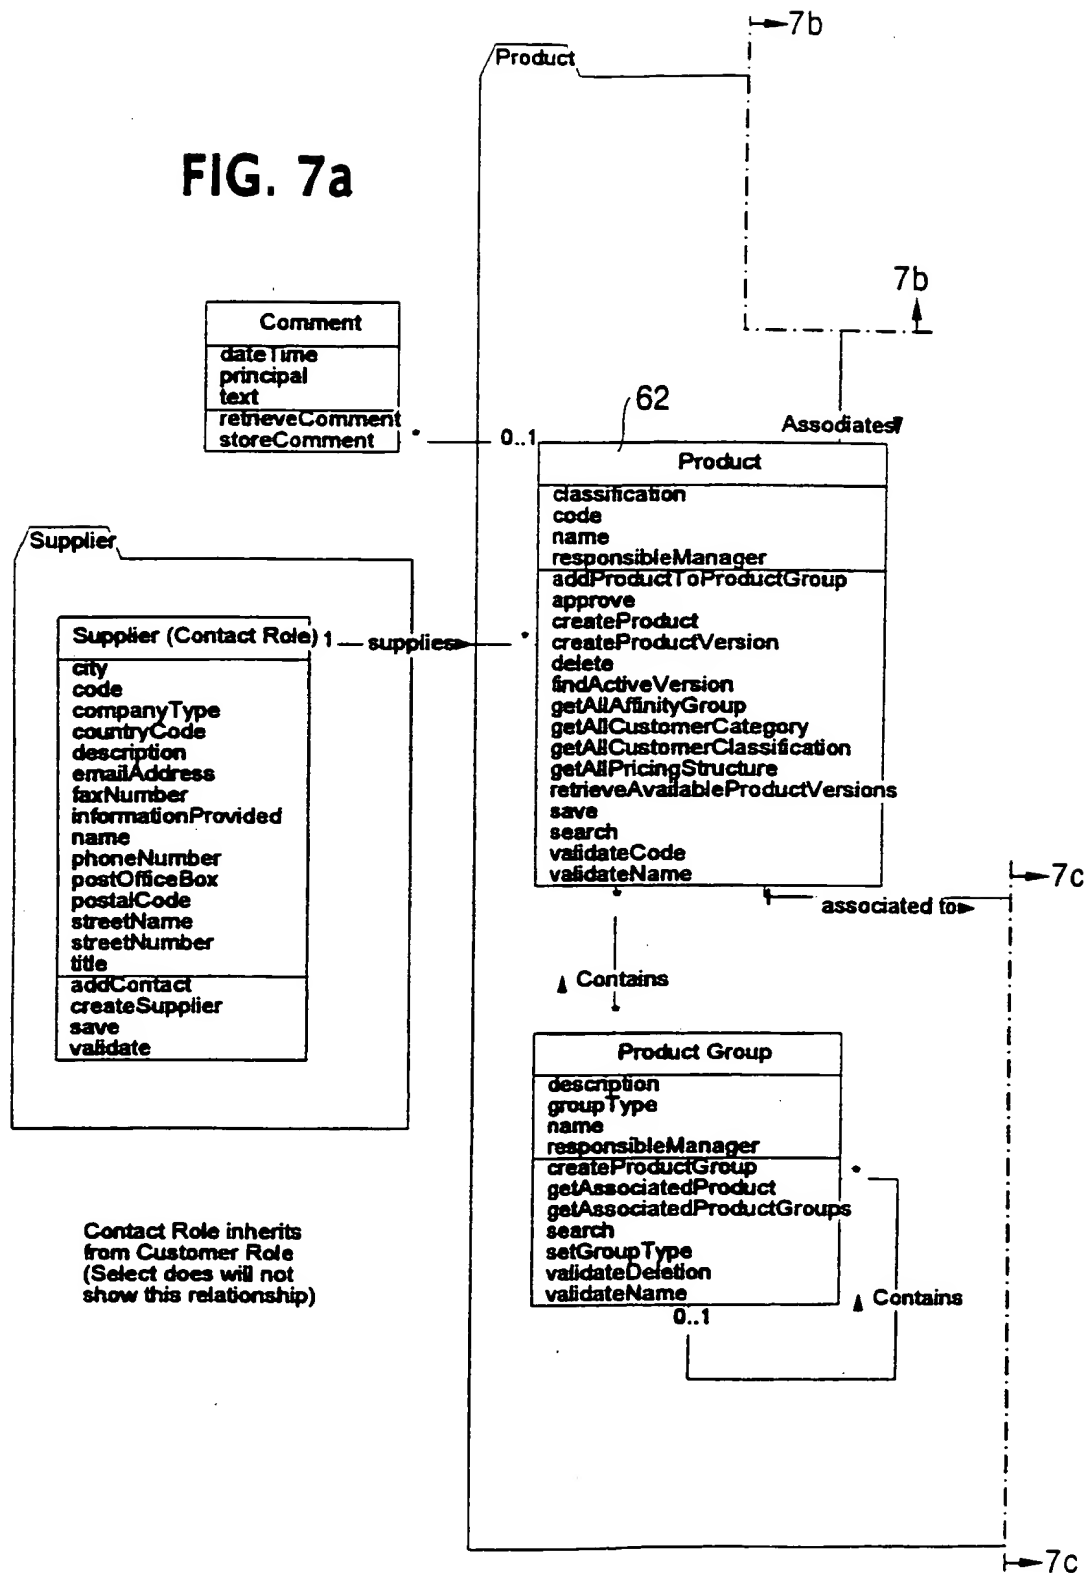 7b
Product
FIG. 7a
7b
Comment
dateTime
principal
text
retrieveComment
storeComment
*
0..1
62
Associates
Product
classification
code
name
responsibleManager
addProductToProductGroup
approve
createProduct
createProductVersion
delete
findActiveVersion
getAllAffinityGroup
getAllCustomerCategory
getAllCustomerClassification
getAllPricingStructure
retrieveAvailableProductVersions
save
search
validateCode
validateName
Supplier
Supplier (Contact Role)
1
supplies
*
city
code
companyType
countryCode
description
emailAddress
faxNumber
informationProvided
name
phoneNumber
postOfficeBox
postalCode
streetName
streetNumber
title
addContact
createSupplier
save
validate
7c
*
1
associated to
Contains
*
Product Group
description
groupType
name
responsibleManager
createProductGroup
getAssociatedProduct
getAssociatedProductGroups
search
setGroupType
validateDeletion
validateName
*
0..1
Contains
Contact Role inherits
from Customer Role
(Select does will not
show this relationship)
7c